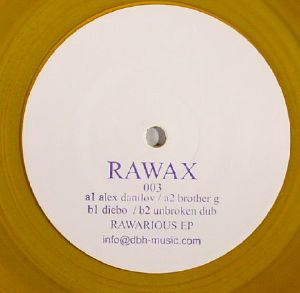 RAWAX
003
a1 alex danilov / a2 brother g
b1 diebo / b2 unbroken dub
RAWARIOUS EP
info@dbh-music.com